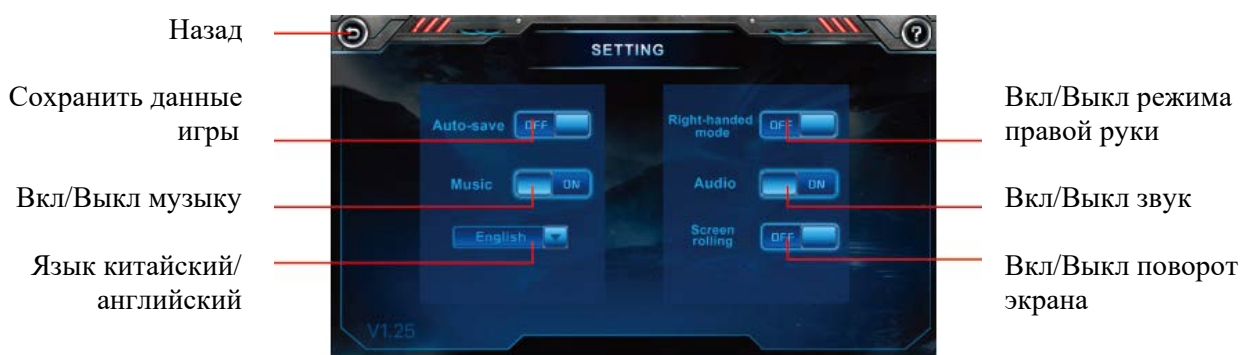 Назад
Сохранить данные
игры
Вкл/Выкл музыку
Язык китайский/
английский
SETTING
?
Auto-save OFF
Music ON
English
Right-handed
mode OFF
Audio ON
Screen
rolling OFF
V1.25
Вкл/Выкл режима
правой руки
Вкл/Выкл звук
Вкл/Выкл поворот
экрана